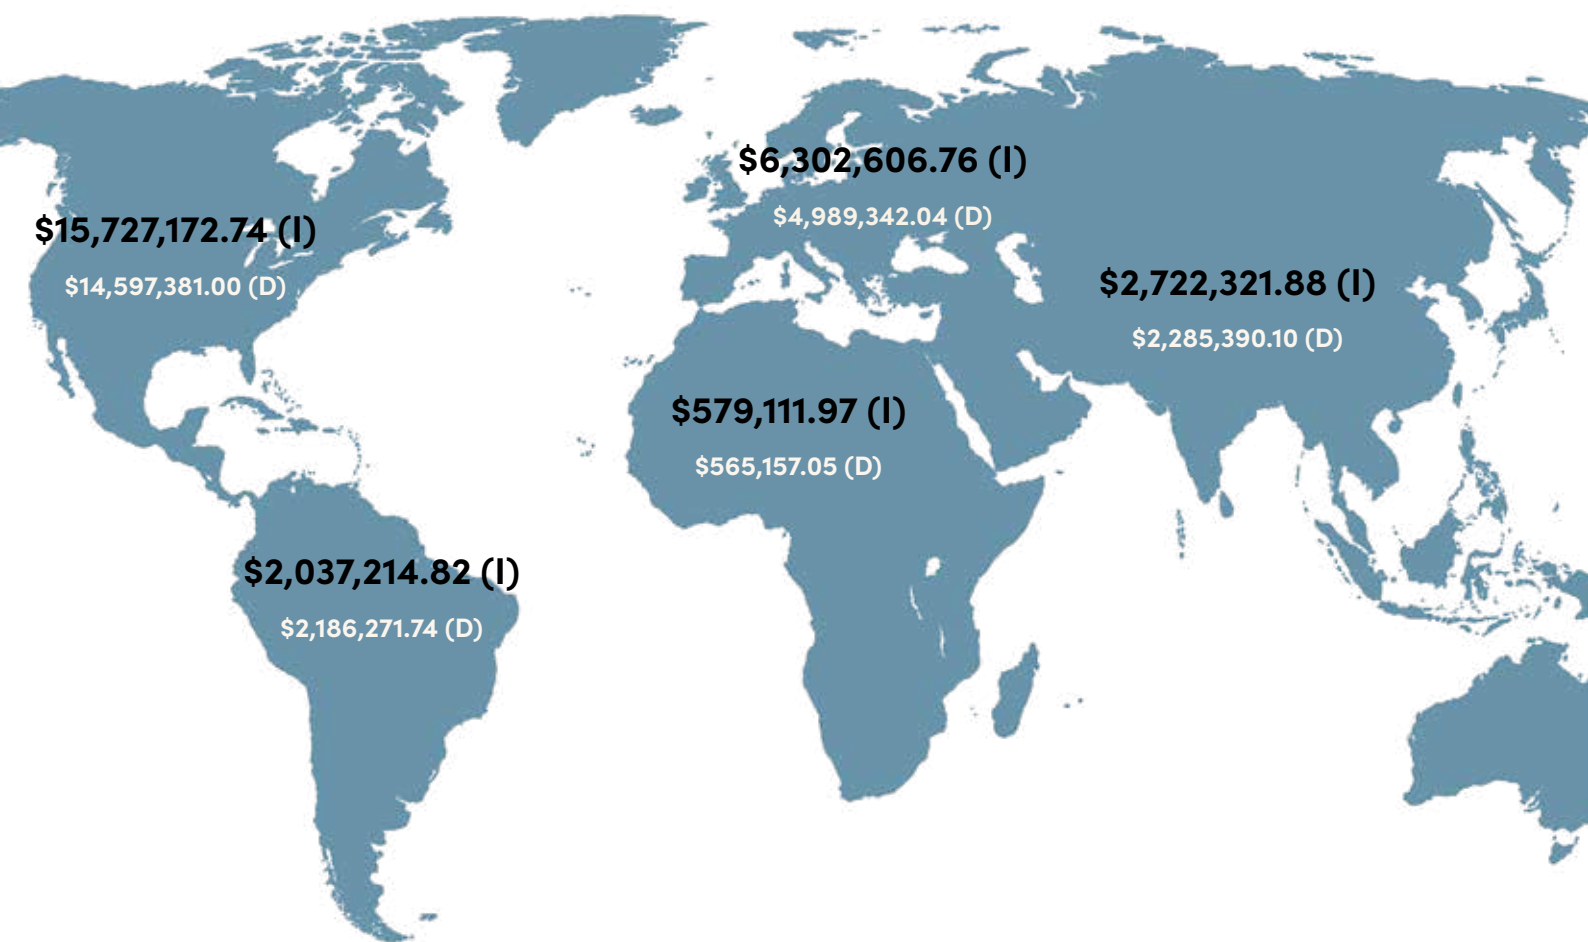 $6,302,606.76 (I)
$4,989,342.04 (D)
$15,727,172.74 (I)
$14,597,381.00 (D)
$2,722,321.88 (I)
$2,285,390.10 (D)
$579,111.97 (I)
$565,157.05 (D)
$2,037,214.82 (I)
$2,186,271.74 (D)